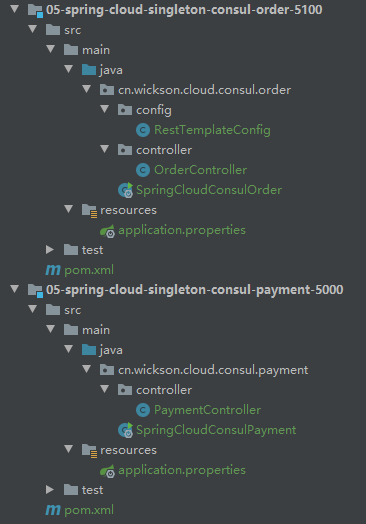 05-spring-cloud-singleton-consul-order-5100
src
main
java
cn.wickson.cloud.consul.order
config
RestTemplateConfig
controller
OrderController
SpringCloudConsulOrder
resources
application.properties
test
pom.xml
05-spring-cloud-singleton-consul-payment-5000
src
main
java
cn.wickson.cloud.consul.payment
controller
PaymentController
SpringCloudConsulPayment
resources
application.properties
test
pom.xml